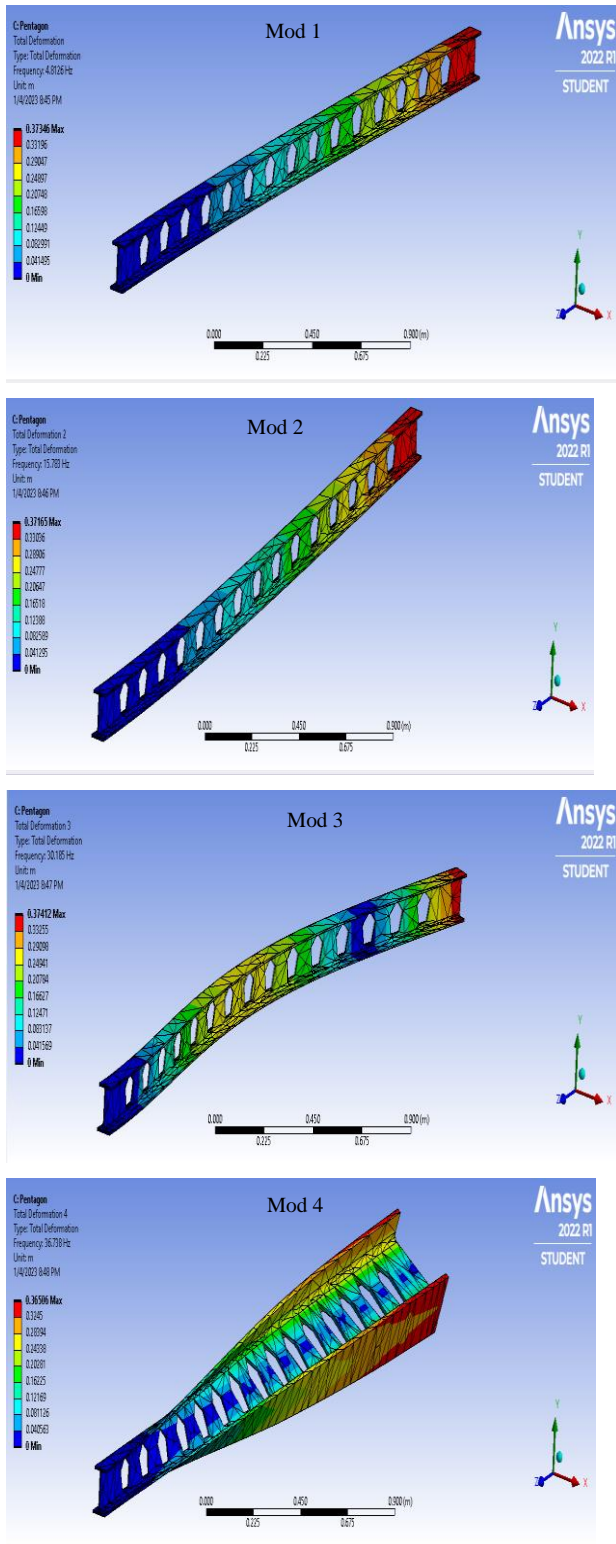 Mod 1
C: Pentagon
Total Deformation
Type: Total Deformation
Frequency: 4.8126 Hz
Unit: m
1/4/2023 8:45 PM
Ansys
2022 R1
STUDENT
0.37346 Max
0.33196
0.29047
0.24897
0.20748
0.16598
0.12449
0.082991
0.041495
0 Min
0.000
0.450
0.900 (m)
0.225
0.675
Y
Z
X
Mod 2
C: Pentagon
Total Deformation 2
Type: Total Deformation
Frequency: 15.783 Hz
Unit: m
1/4/2023 8:46 PM
Ansys
2022 R1
STUDENT
0.37165 Max
0.33036
0.28906
0.24777
0.20647
0.16518
0.12388
0.082589
0.041295
0 Min
0.000
0.450
0.900 (m)
0.225
0.675
Y
Z
X
Mod 3
C: Pentagon
Total Deformation 3
Type: Total Deformation
Frequency: 30.185 Hz
Unit: m
1/4/2023 8:47 PM
Ansys
2022 R1
STUDENT
0.37412 Max
0.33255
0.29098
0.24941
0.20784
0.16627
0.12471
0.083137
0.041569
0 Min
0.000
0.450
0.900 (m)
0.225
0.675
Y
Z
X
Mod 4
C: Pentagon
Total Deformation 4
Type: Total Deformation
Frequency: 36.738 Hz
Unit: m
1/4/2023 8:48 PM
Ansys
2022 R1
STUDENT
0.36506 Max
0.3245
0.28394
0.24338
0.20281
0.16225
0.12169
0.081126
0.040563
0 Min
0.000
0.450
0.900 (m)
0.225
0.675
Y
Z
X